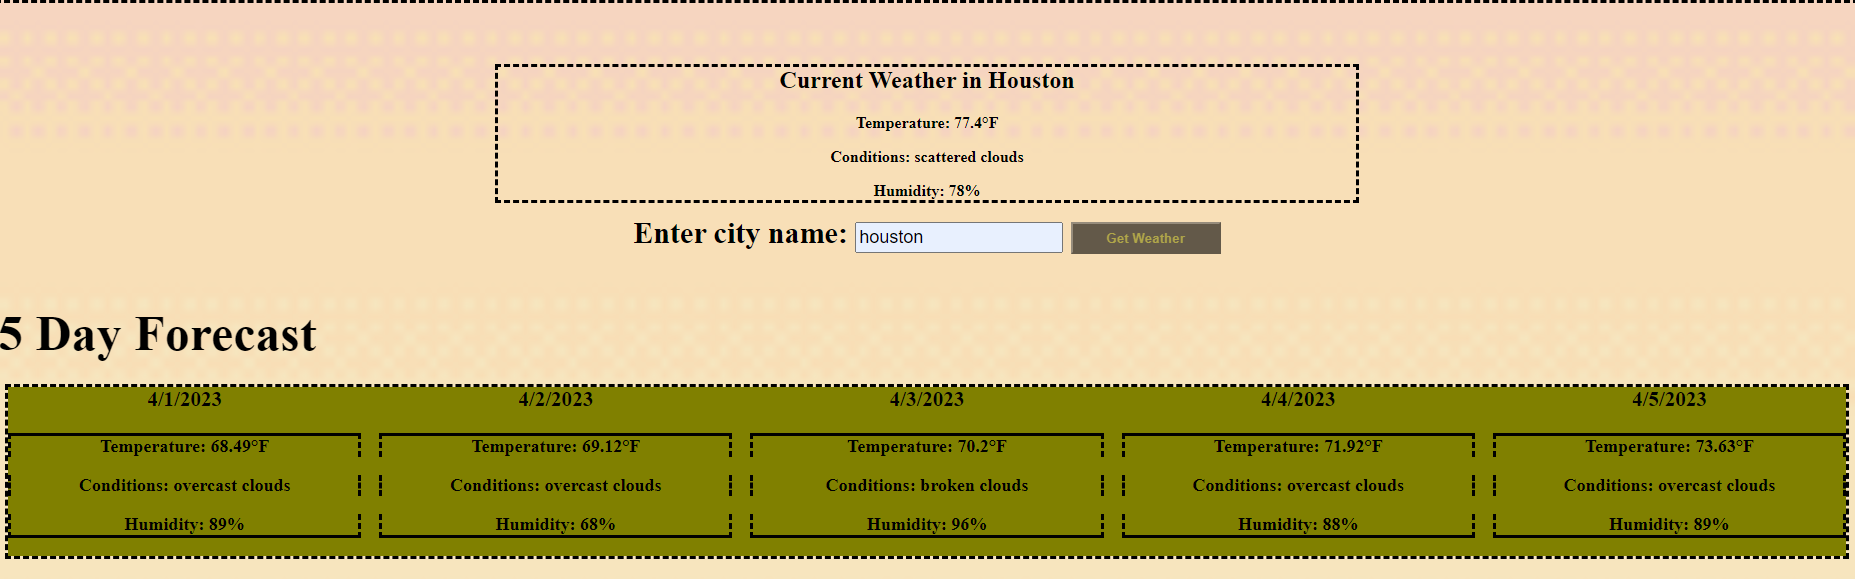 Current Weather in Houston
Temperature: 77.4°F
Conditions: scattered clouds
Humidity: 78%
Enter city name: houston Get Weather
5 Day Forecast
4/1/2023 4/2/2023 4/3/2023 4/4/2023 4/5/2023
Temperature: 68.49°F Temperature: 69.12°F Temperature: 70.2°F Temperature: 71.92°F Temperature: 73.63°F
Conditions: overcast clouds Conditions: overcast clouds Conditions: broken clouds Conditions: overcast clouds Conditions: overcast clouds
Humidity: 89% Humidity: 68% Humidity: 96% Humidity: 88% Humidity: 89%